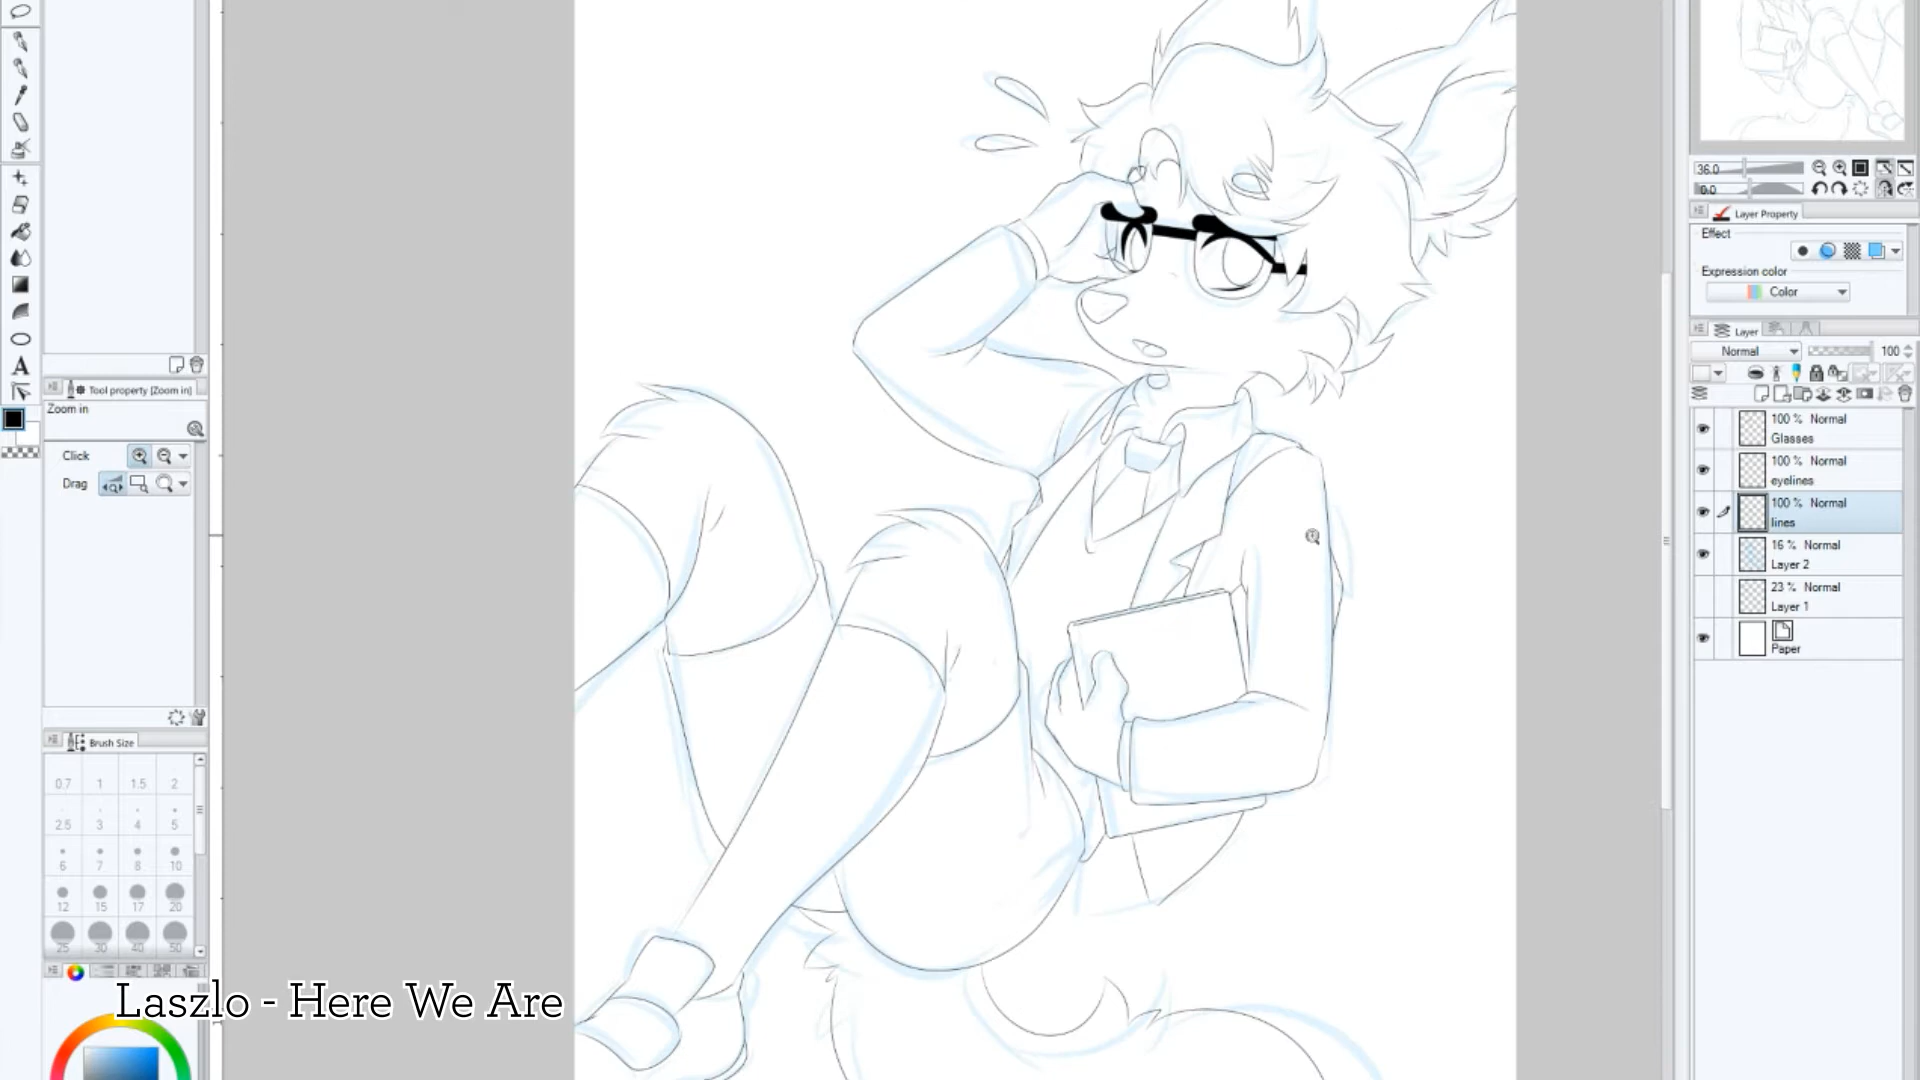 36.0
0.0
Layer Property
Effect
Expression color
Color
Layer
Normal
100
100 % Normal
Glasses
100 % Normal
eyelines
100 % Normal
lines
16 % Normal
Layer 2
23 % Normal
Layer 1
Paper
A
Tool property [Zoom in]
Zoom in
Click
Drag
Brush Size
0.7 1 1.5 2
2.5 3 4 5
6 7 8 10
12 15 17 20
25 30 40 50
Laszlo - Here We Are